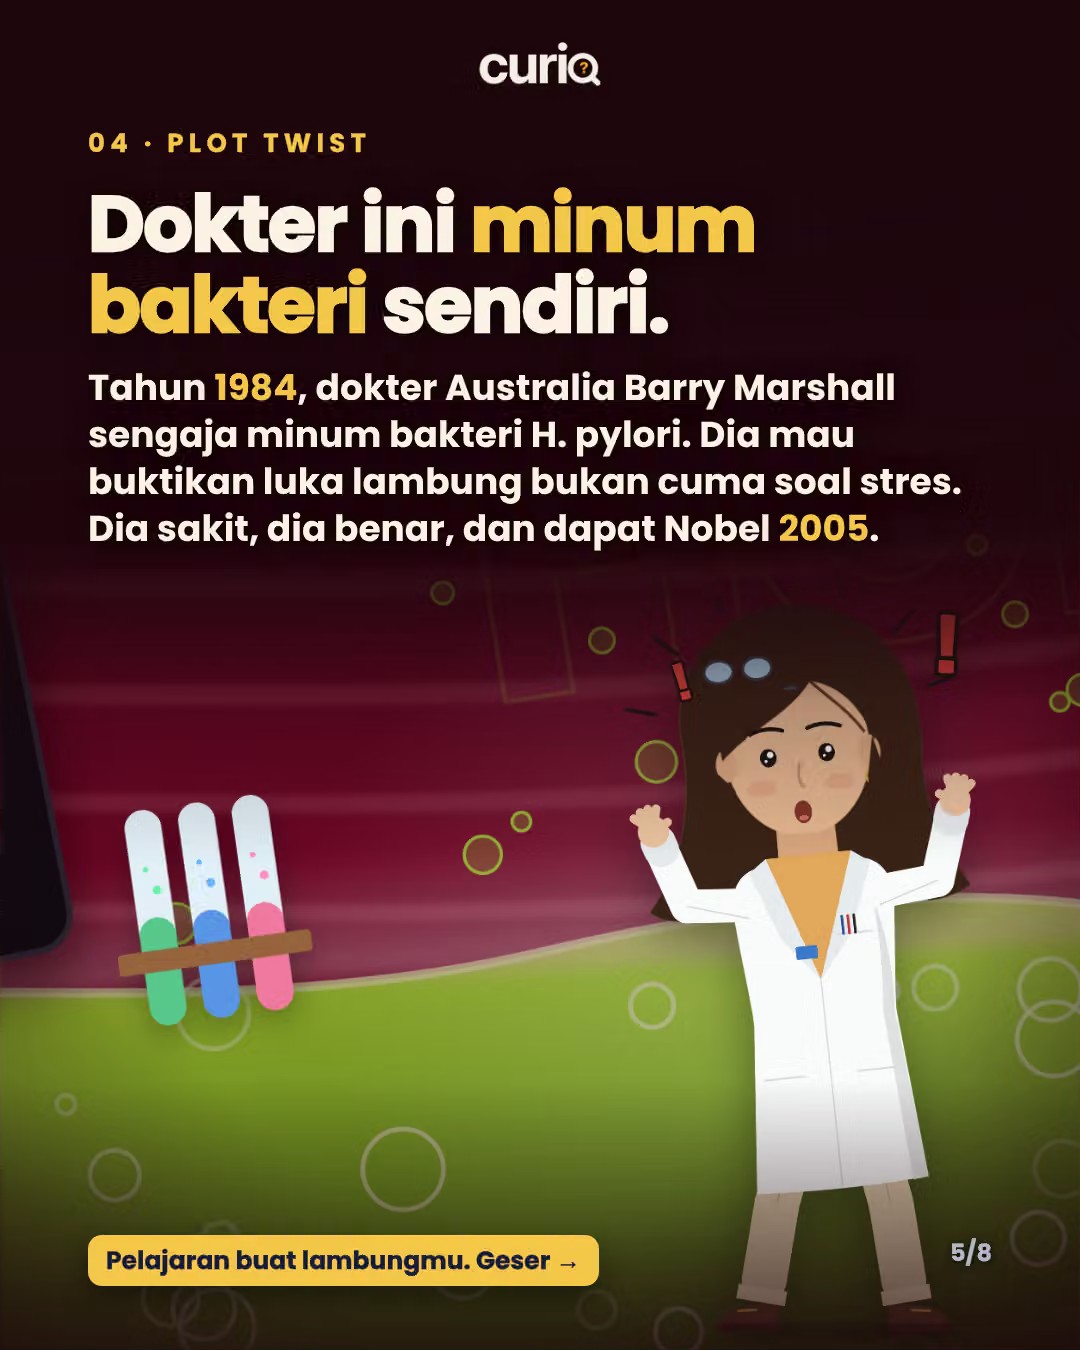 curiQ
04 · PLOT TWIST
Dokter ini minum
bakteri sendiri.
Tahun 1984, dokter Australia Barry Marshall
sengaja minum bakteri H. pylori. Dia mau
buktikan luka lambung bukan cuma soal stres.
Dia sakit, dia benar, dan dapat Nobel 2005.
Pelajaran buat lambungmu. Geser →
5/8